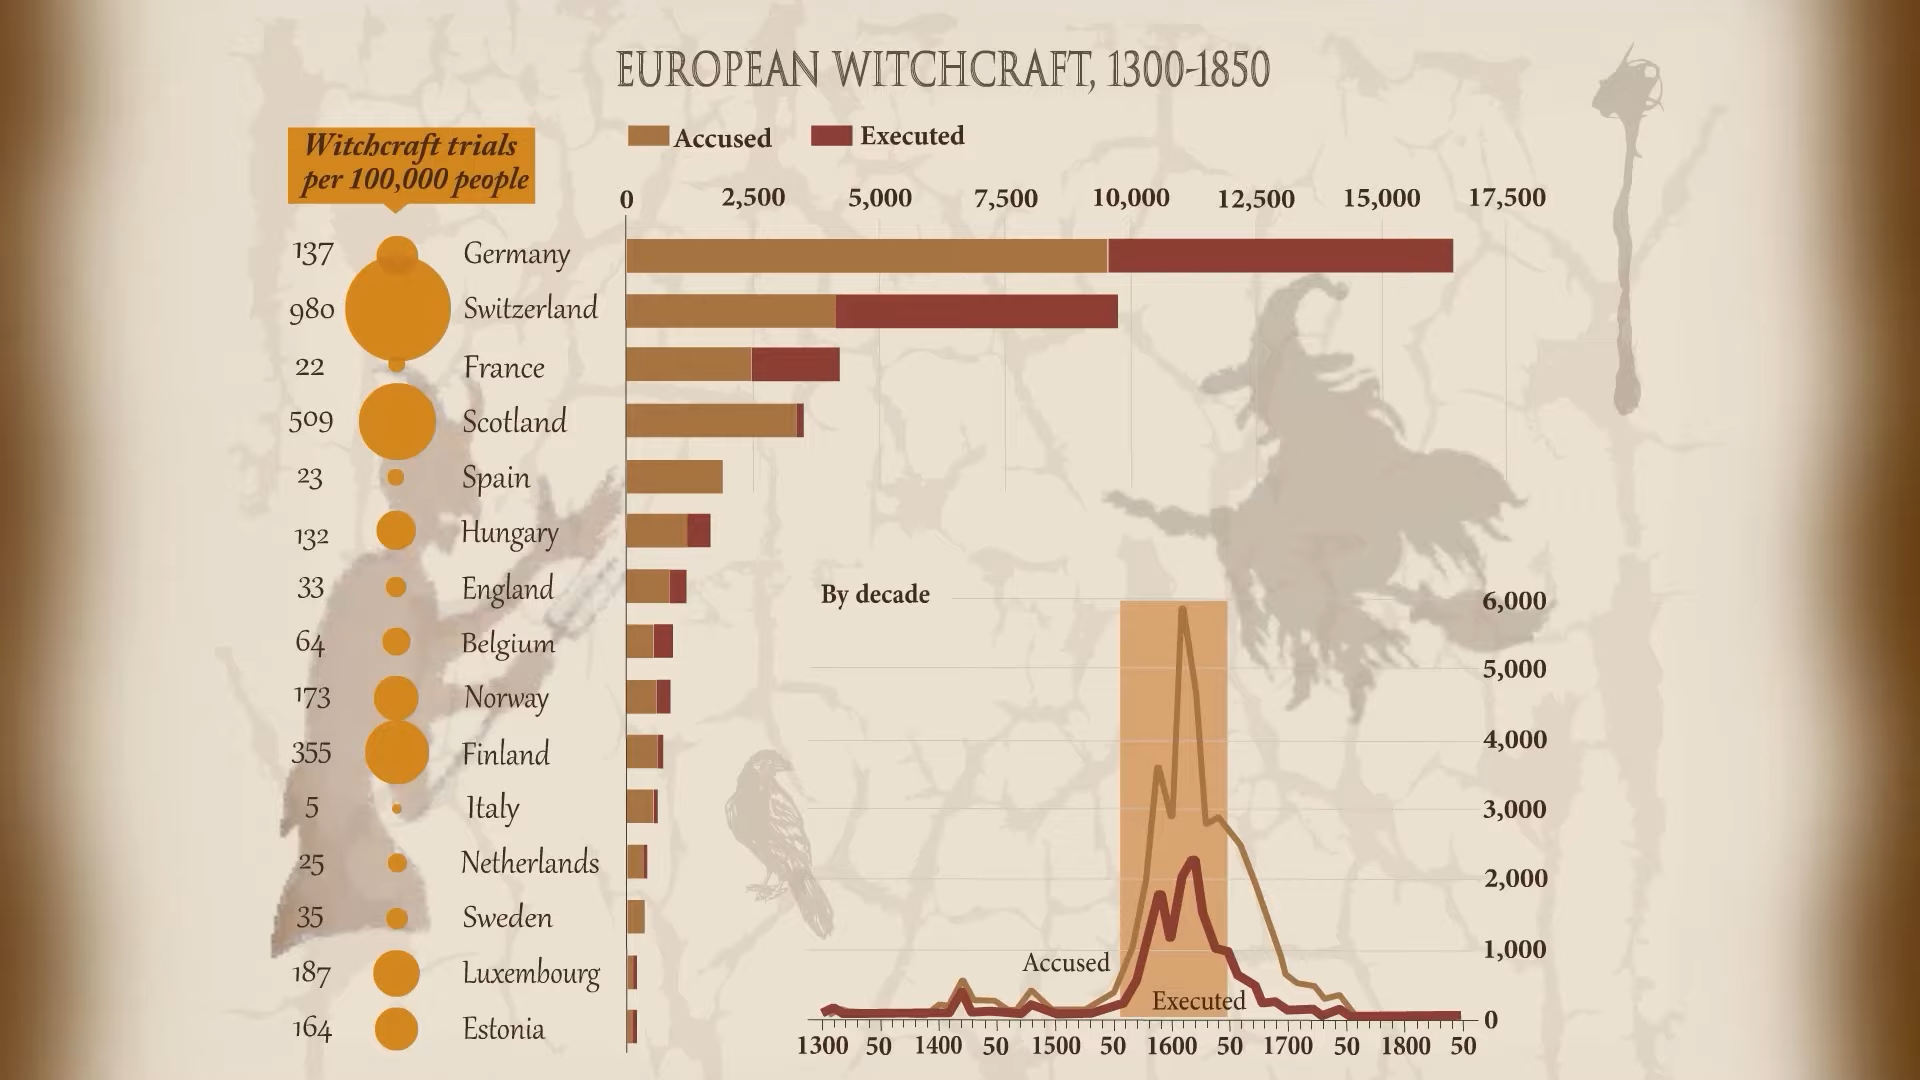 EUROPEAN WITCHCRAFT, 1300-1850
Witchcraft trials
per 100,000 people
Accused Executed
0 2,500 5,000 7,500 10,000 12,500 15,000 17,500
137 Germany
980 Switzerland
22 France
509 Scotland
23 Spain
132 Hungary
33 England
64 Belgium
173 Norway
355 Finland
5 Italy
25 Netherlands
35 Sweden
187 Luxembourg
164 Estonia
By decade
6,000
5,000
4,000
3,000
2,000
1,000
0
Accused
Executed
1300 50 1400 50 1500 50 1600 50 1700 50 1800 50